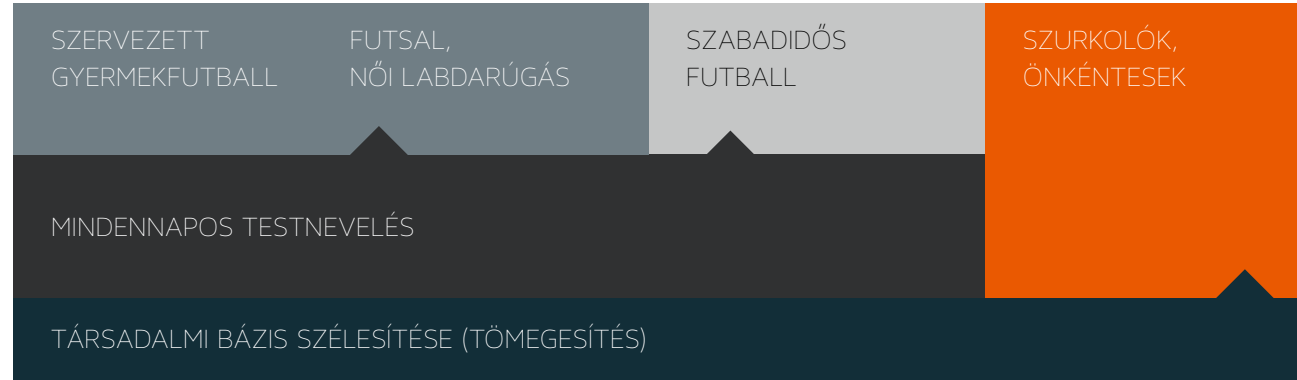 SZERVEZETT
GYERMEKFUTBALL
FUTSAL,
NŐI LABDARÚGÁS
SZABADIDŐS
FUTBALL
SZURKOLÓK,
ÖNKÉNTESEK
MINDENNAPOS TESTNEVELÉS
TÁRSADALMI BÁZIS SZÉLESÍTÉSE (TÖMEGESÍTÉS)